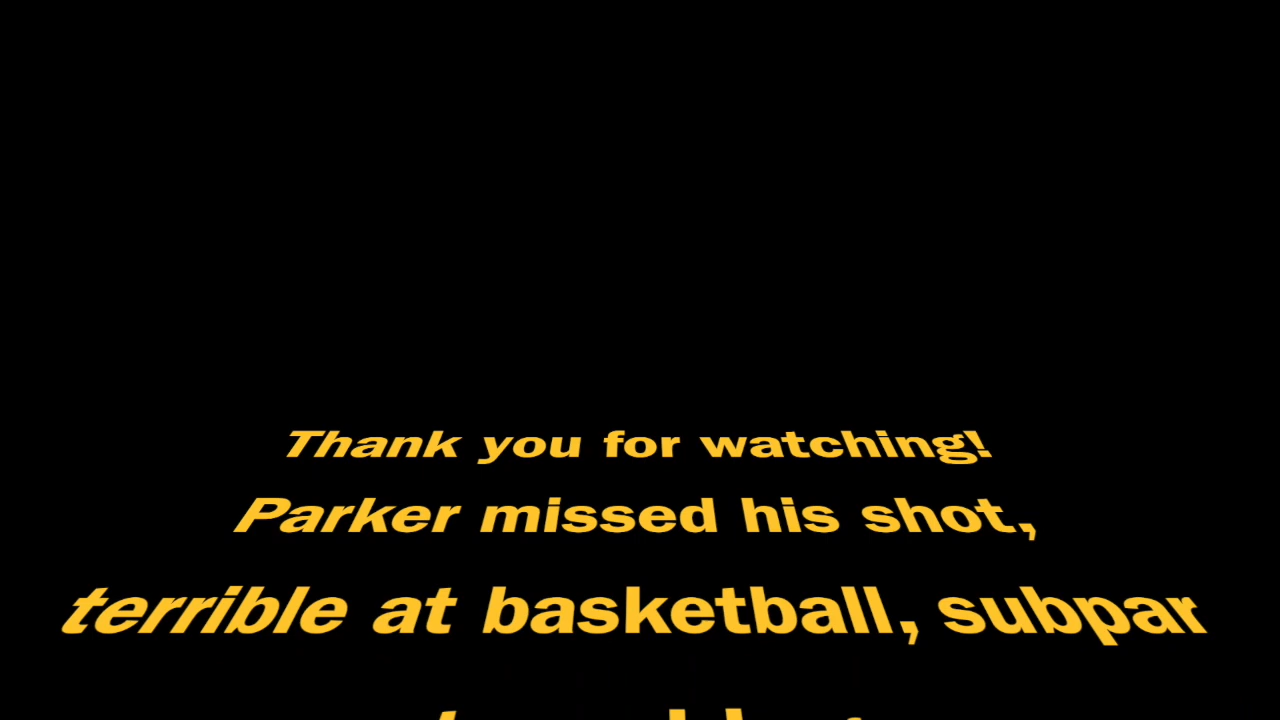 Thank you for watching!
Parker missed his shot,
terrible at basketball, subpar